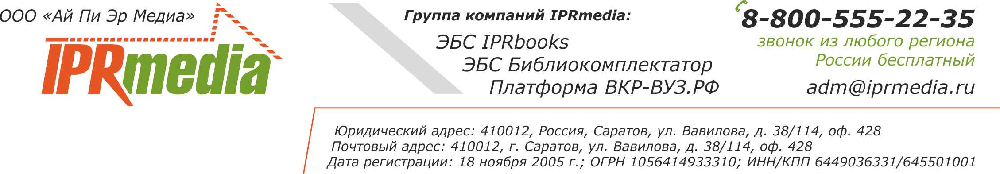 ООО «Ай Пи Эр Медиа»
IPRmedia
Группа компаний IPRmedia:
ЭБС IPRbooks
ЭБС Библиокомплектатор
Платформа ВКР-ВУЗ.РФ
8-800-555-22-35
звонок из любого региона
России бесплатный
adm@iprmedia.ru
Юридический адрес: 410012, Россия, Саратов, ул. Вавилова, д. 38/114, оф. 428
Почтовый адрес: 410012, г. Саратов, ул. Вавилова, д. 38/114, оф. 428
Дата регистрации: 18 ноября 2005 г.; ОГРН 1056414933310; ИНН/КПП 6449036331/645501001